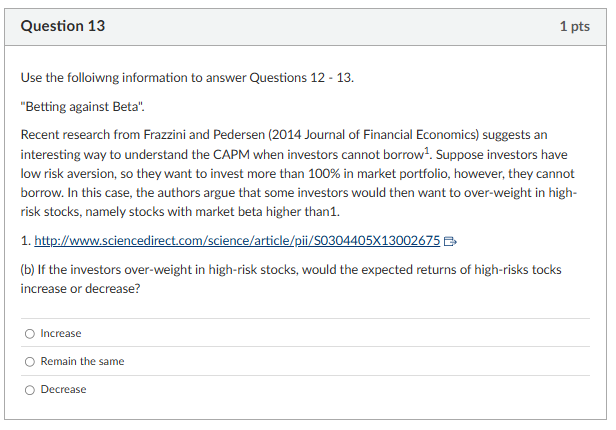 Question 13
1 pts
Use the folloiwng information to answer Questions 12 - 13.
"Betting against Beta".
Recent research from Frazzini and Pedersen (2014 Journal of Financial Economics) suggests an
interesting way to understand the CAPM when investors cannot borrow¹. Suppose investors have
low risk aversion, so they want to invest more than 100% in market portfolio, however, they cannot
borrow. In this case, the authors argue that some investors would then want to over-weight in high-
risk stocks, namely stocks with market beta higher than1.
1. http://www.sciencedirect.com/science/article/pii/S0304405X13002675
(b) If the investors over-weight in high-risk stocks, would the expected returns of high-risks tocks
increase or decrease?
Increase
Remain the same
Decrease